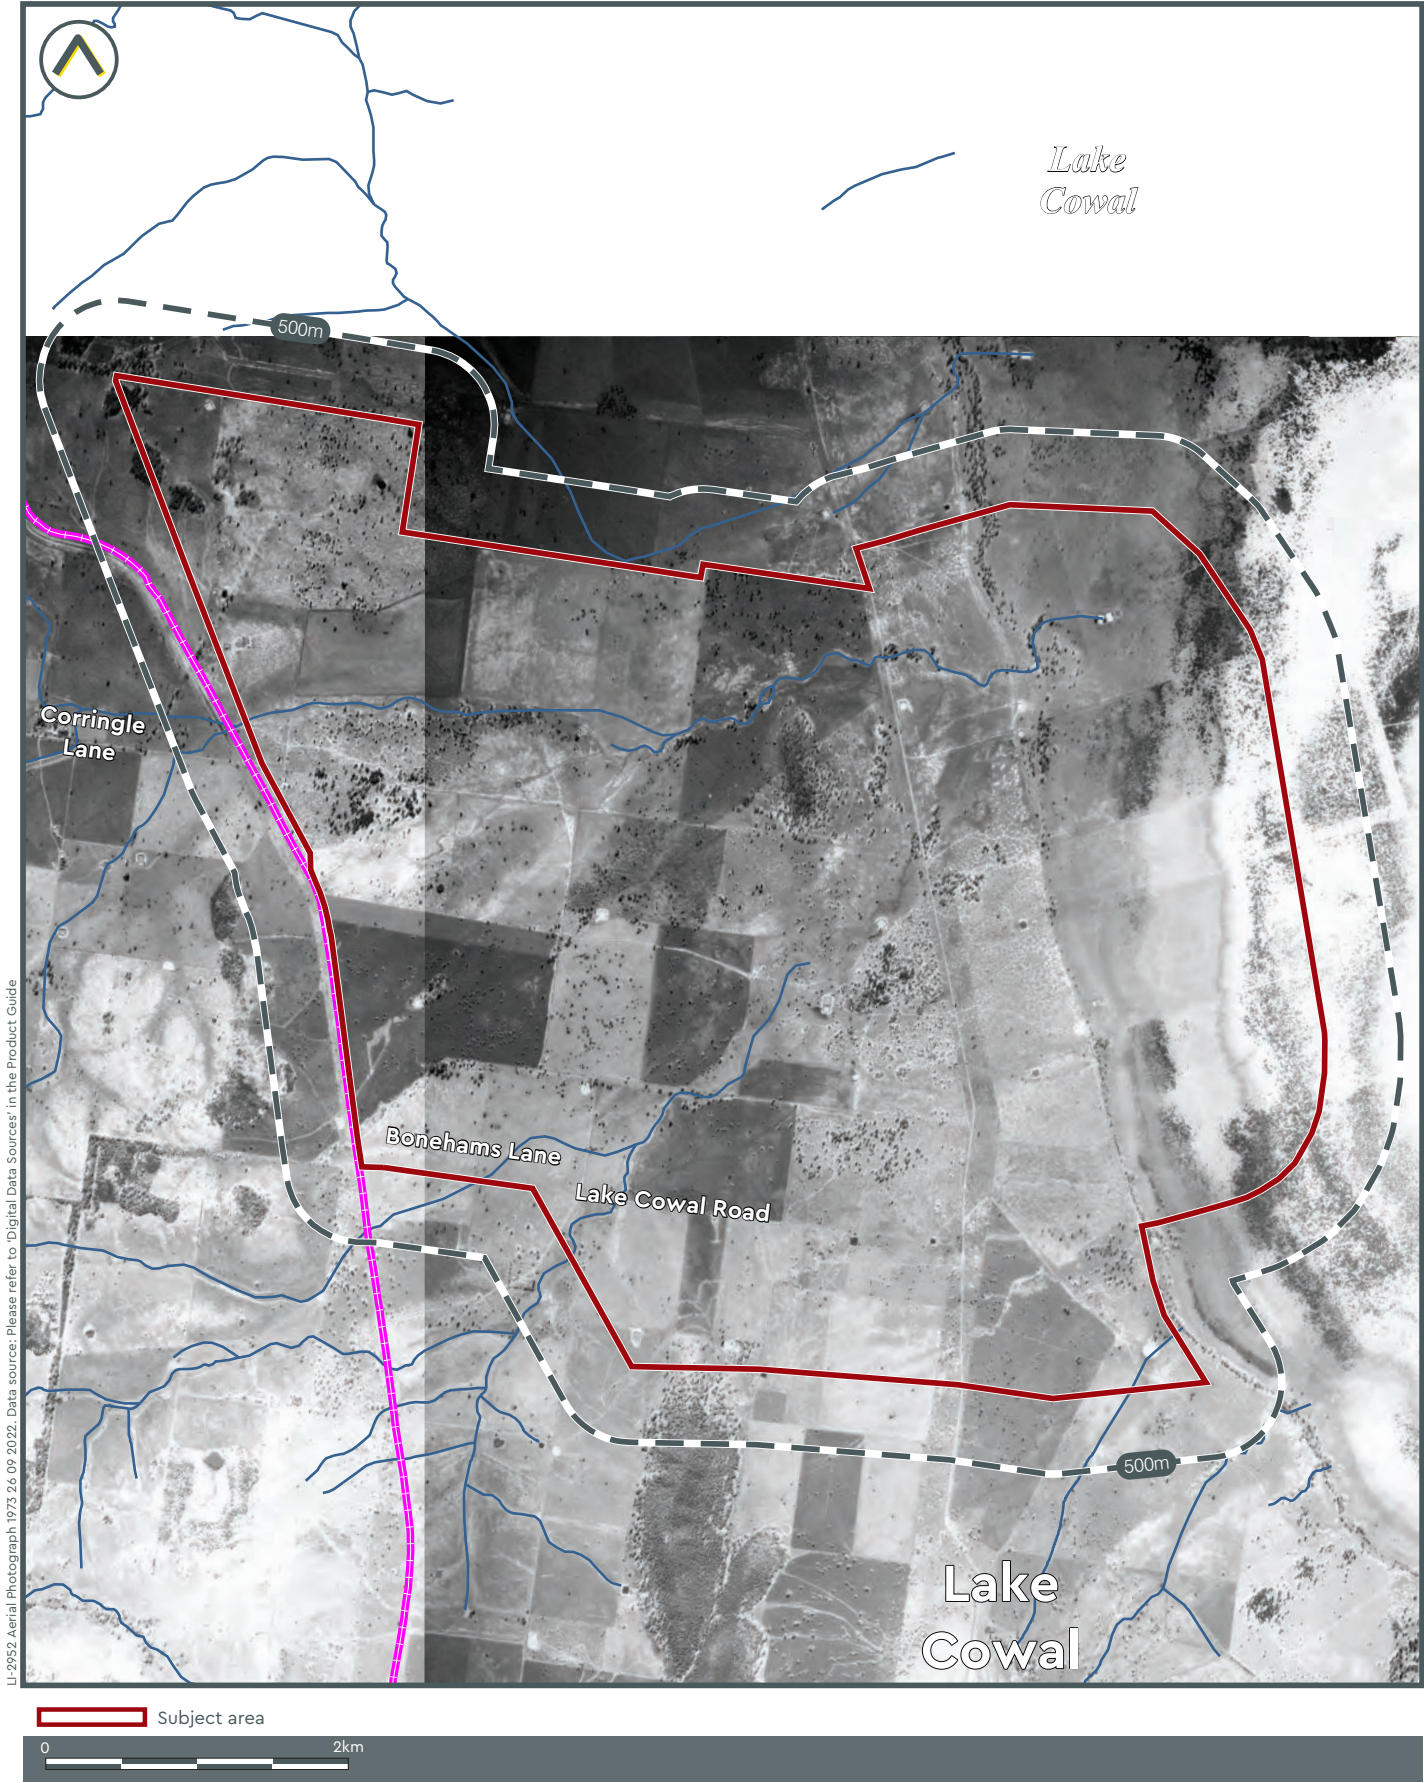 Lake
Cowal
500m
Corringle
Lane
Bonehams Lane
Lake Cowal Road
500m
Lake
Cowal
LI-2952 Aerial Photograph 1973 26 09 2022. Data source: Please refer to 'Digital Data Sources' in the Product Guide
Subject area
0
2km